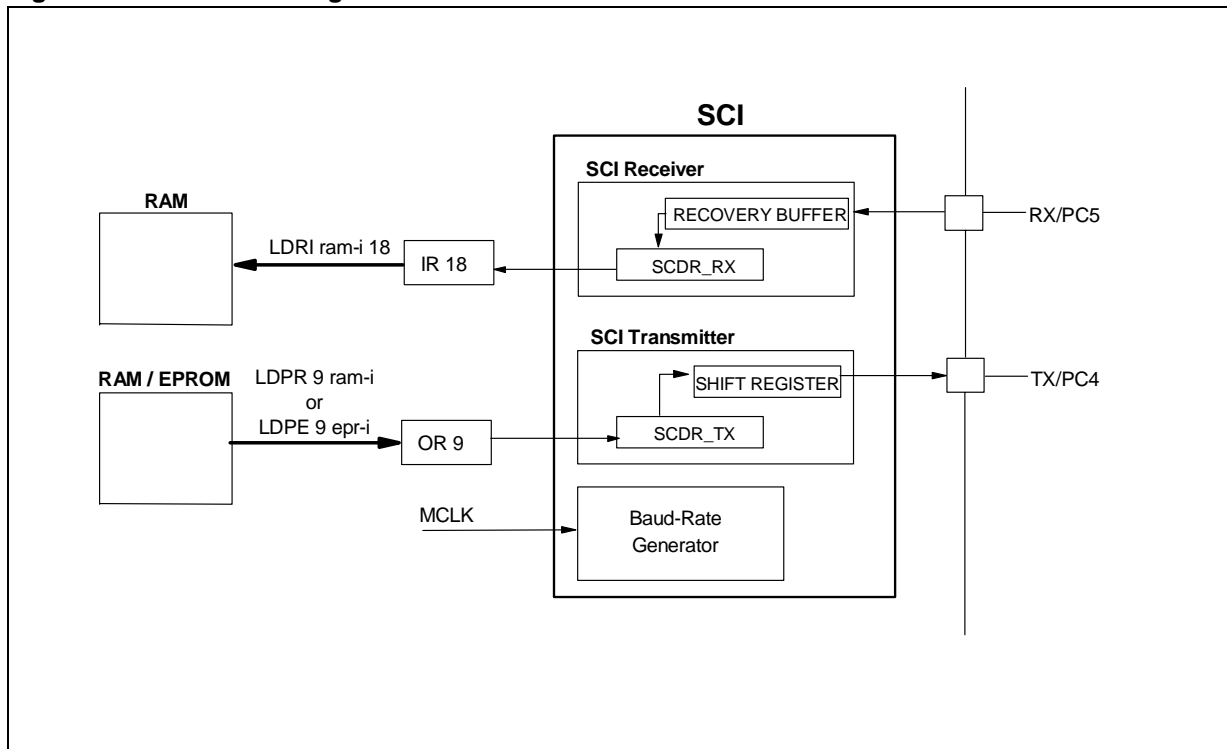 SCI
SCI Receiver
RAM
RECOVERY BUFFER
RX/PC5
LDRI ram-i 18
IR 18
SCDR_RX
SCI Transmitter
RAM / EPROM
LDPR 9 ram-i
or
LDPE 9 epr-i
SHIFT REGISTER
TX/PC4
OR 9
SCDR_TX
MCLK
Baud-Rate
Generator